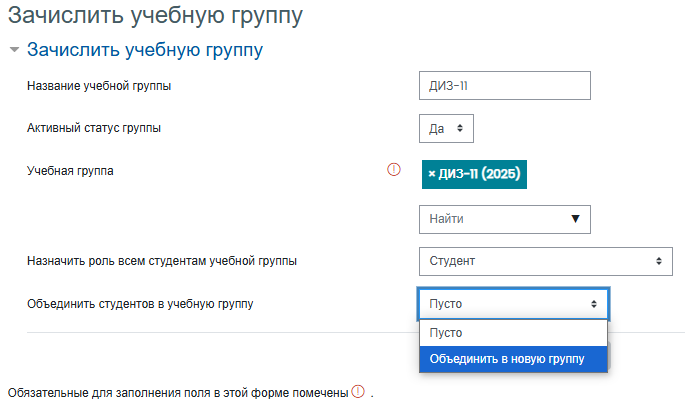 Зачислить учебную группу
Зачислить учебную группу
Название учебной группы
ДИЗ-11
Активный статус группы
Да
Учебная группа
× ДИЗ-11 (2025)
Найти
Назначить роль всем студентам учебной группы
Студент
Объединить студентов в учебную группу
Пусто
Пусто
Объединить в новую группу
Обязательные для заполнения поля в этой форме помечены .